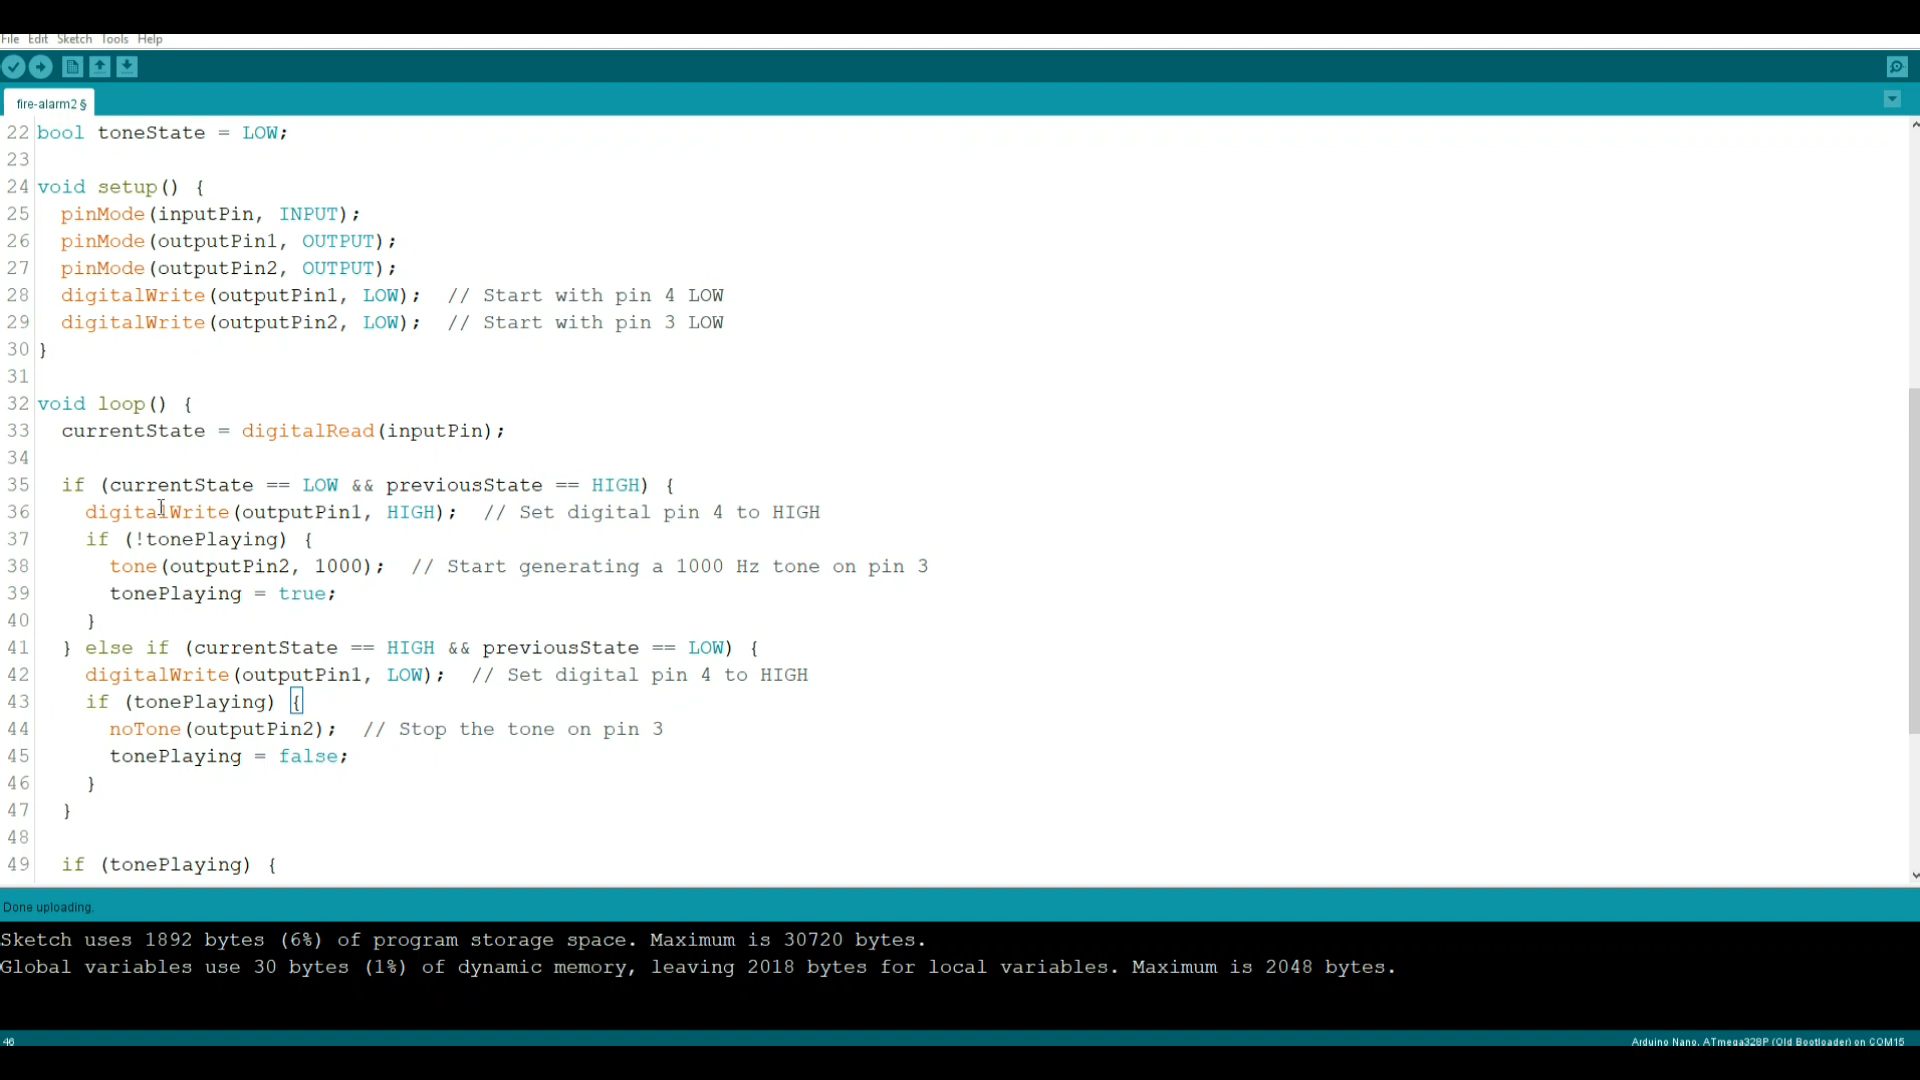 File Edit Sketch Tools Help
fire-alarm2 §
22 bool toneState = LOW;
23
24 void setup() {
25   pinMode(inputPin, INPUT);
26   pinMode(outputPin1, OUTPUT);
27   pinMode(outputPin2, OUTPUT);
28   digitalWrite(outputPin1, LOW);  // Start with pin 4 LOW
29   digitalWrite(outputPin2, LOW);  // Start with pin 3 LOW
30 }
31
32 void loop() {
33   currentState = digitalRead(inputPin);
34
35   if (currentState == LOW && previousState == HIGH) {
36     digitalWrite(outputPin1, HIGH);  // Set digital pin 4 to HIGH
37     if (!tonePlaying) {
38       tone(outputPin2, 1000);  // Start generating a 1000 Hz tone on pin 3
39       tonePlaying = true;
40     }
41   } else if (currentState == HIGH && previousState == LOW) {
42     digitalWrite(outputPin1, LOW);  // Set digital pin 4 to HIGH
43     if (tonePlaying) {
44       noTone(outputPin2);  // Stop the tone on pin 3
45       tonePlaying = false;
46     }
47   }
48
49   if (tonePlaying) {
Done uploading.
Sketch uses 1892 bytes (6%) of program storage space. Maximum is 30720 bytes.
Global variables use 30 bytes (1%) of dynamic memory, leaving 2018 bytes for local variables. Maximum is 2048 bytes.
46
Arduino Nano, ATmega328P (Old Bootloader) on COM15